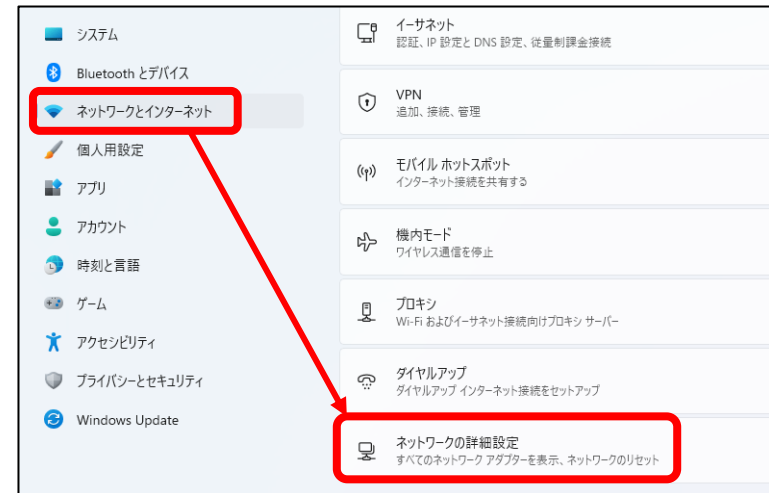 システム
Bluetooth とデバイス
ネットワークとインターネット
個人用設定
アプリ
アカウント
時刻と言語
ゲーム
アクセシビリティ
プライバシーとセキュリティ
Windows Update
イーサネット
認証、IP 設定と DNS 設定、従量制課金接続
VPN
追加、接続、管理
モバイル ホットスポット
インターネット接続を共有する
機内モード
ワイヤレス通信を停止
プロキシ
Wi-Fi およびイーサネット接続向けプロキシ サーバー
ダイヤルアップ
ダイヤルアップ インターネット接続をセットアップ
ネットワークの詳細設定
すべてのネットワーク アダプターを表示、ネットワークのリセット